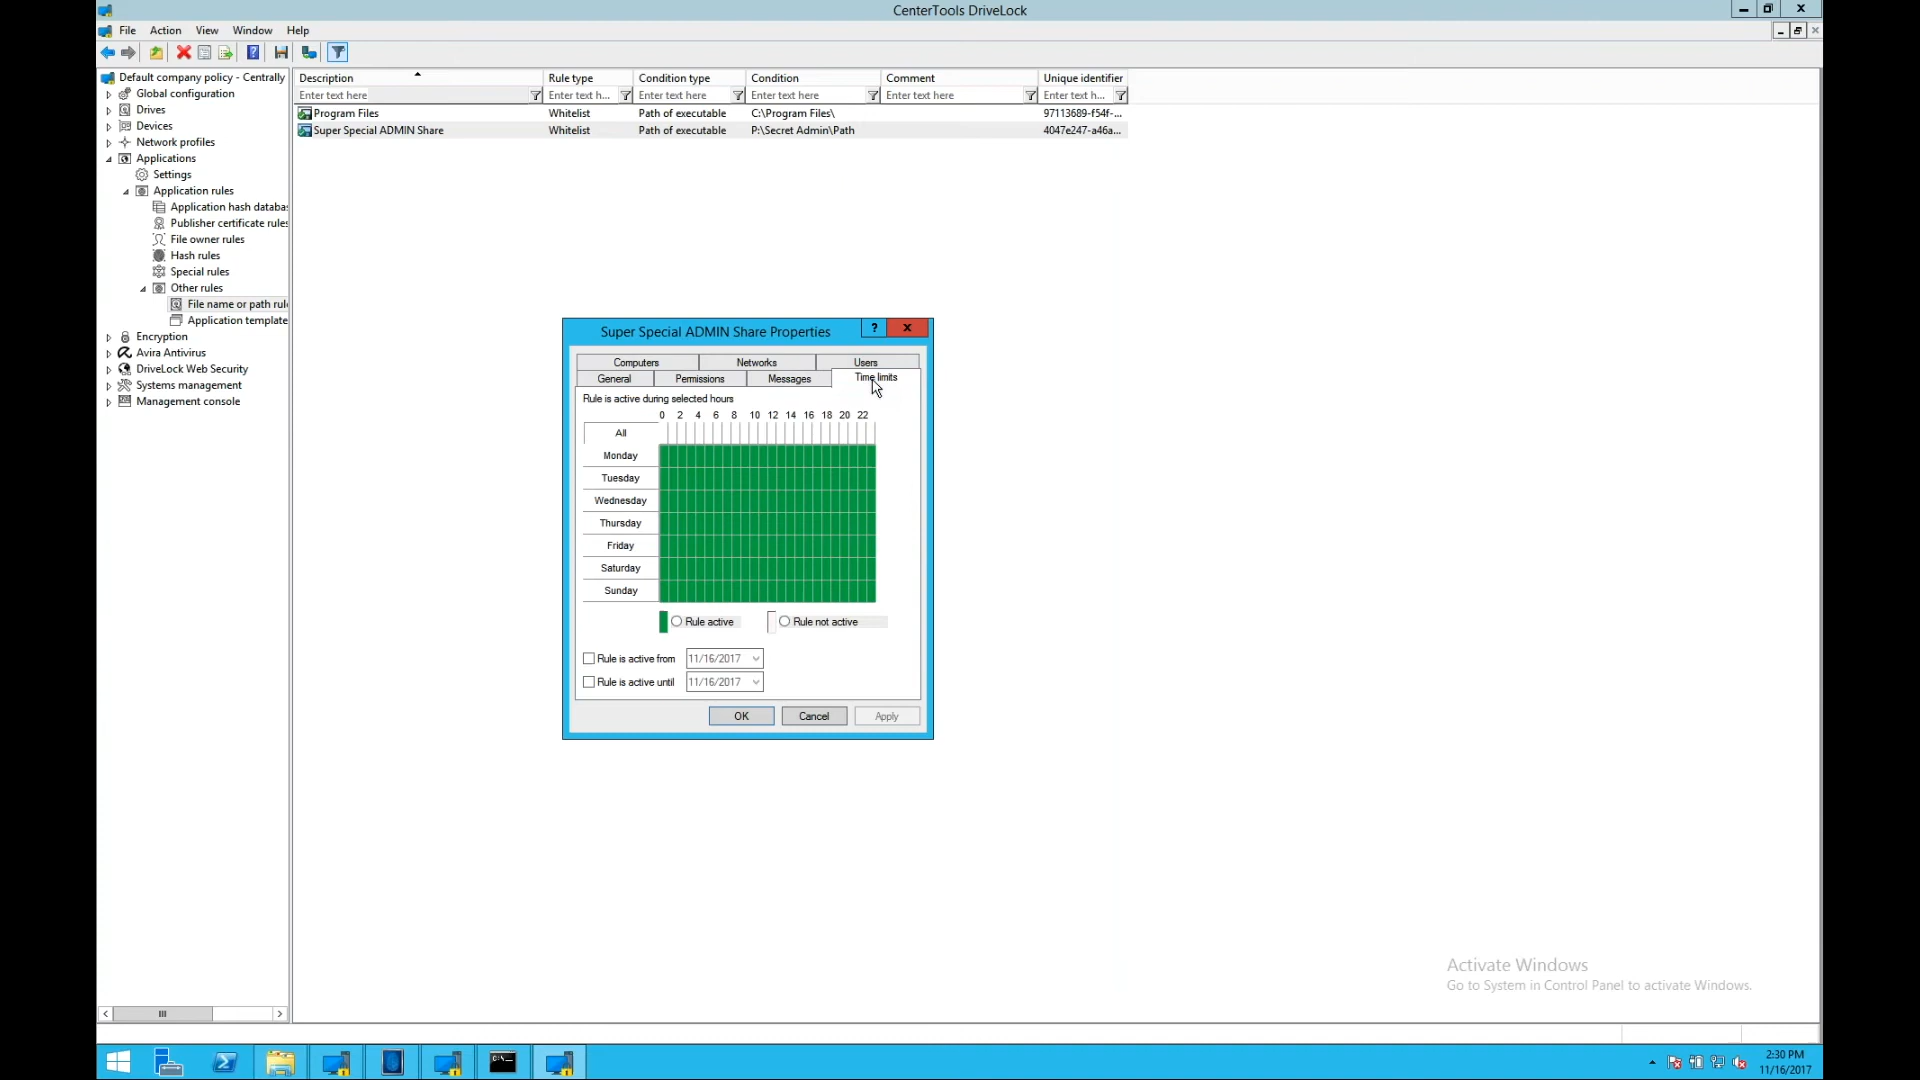 CenterTools DriveLock
File Action View Window Help
Default company policy - Centrally
Global configuration
Drives
Devices
Network profiles
Applications
Settings
Application rules
Application hash databas
Publisher certificate rules
File owner rules
Hash rules
Special rules
Other rules
File name or path rul
Application template
Encryption
Avira Antivirus
DriveLock Web Security
Systems management
Management console
Description Rule type Condition type Condition Comment Unique identifier
Enter text here Enter text h... Enter text here Enter text here Enter text here Enter text h...
Program Files Whitelist Path of executable C:\Program Files\ 97113689-f54f-...
Super Special ADMIN Share Whitelist Path of executable P:\Secret Admin\Path 4047e247-a46a...
Super Special ADMIN Share Properties ?
Computers Networks Users
General Permissions Messages Time limits
Rule is active during selected hours
0 2 4 6 8 10 12 14 16 18 20 22
All
Monday
Tuesday
Wednesday
Thursday
Friday
Saturday
Sunday
Rule active Rule not active
Rule is active from 11/16/2017
Rule is active until 11/16/2017
OK Cancel Apply
Activate Windows
Go to System in Control Panel to activate Windows.
2:30 PM
11/16/2017